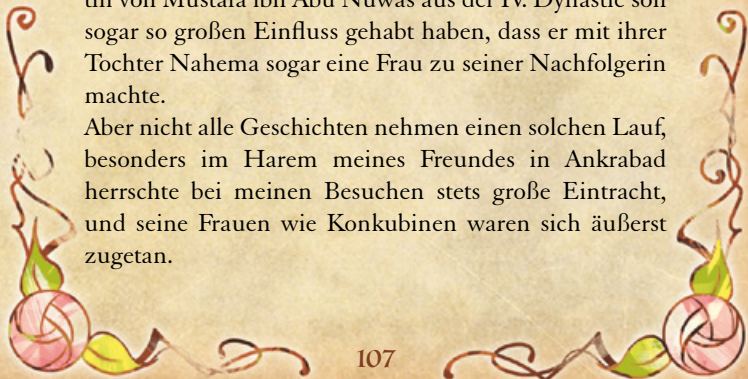 tin von Mustafa ibn Abu Nuwas aus der IV. Dynastie soll
sogar so großen Einfluss gehabt haben, dass er mit ihrer
Tochter Nahema sogar eine Frau zu seiner Nachfolgerin
machte.
Aber nicht alle Geschichten nehmen einen solchen Lauf,
besonders im Harem meines Freundes in Ankrabad
herrschte bei meinen Besuchen stets große Eintracht,
und seine Frauen wie Konkubinen waren sich äußerst
zugetan.
107